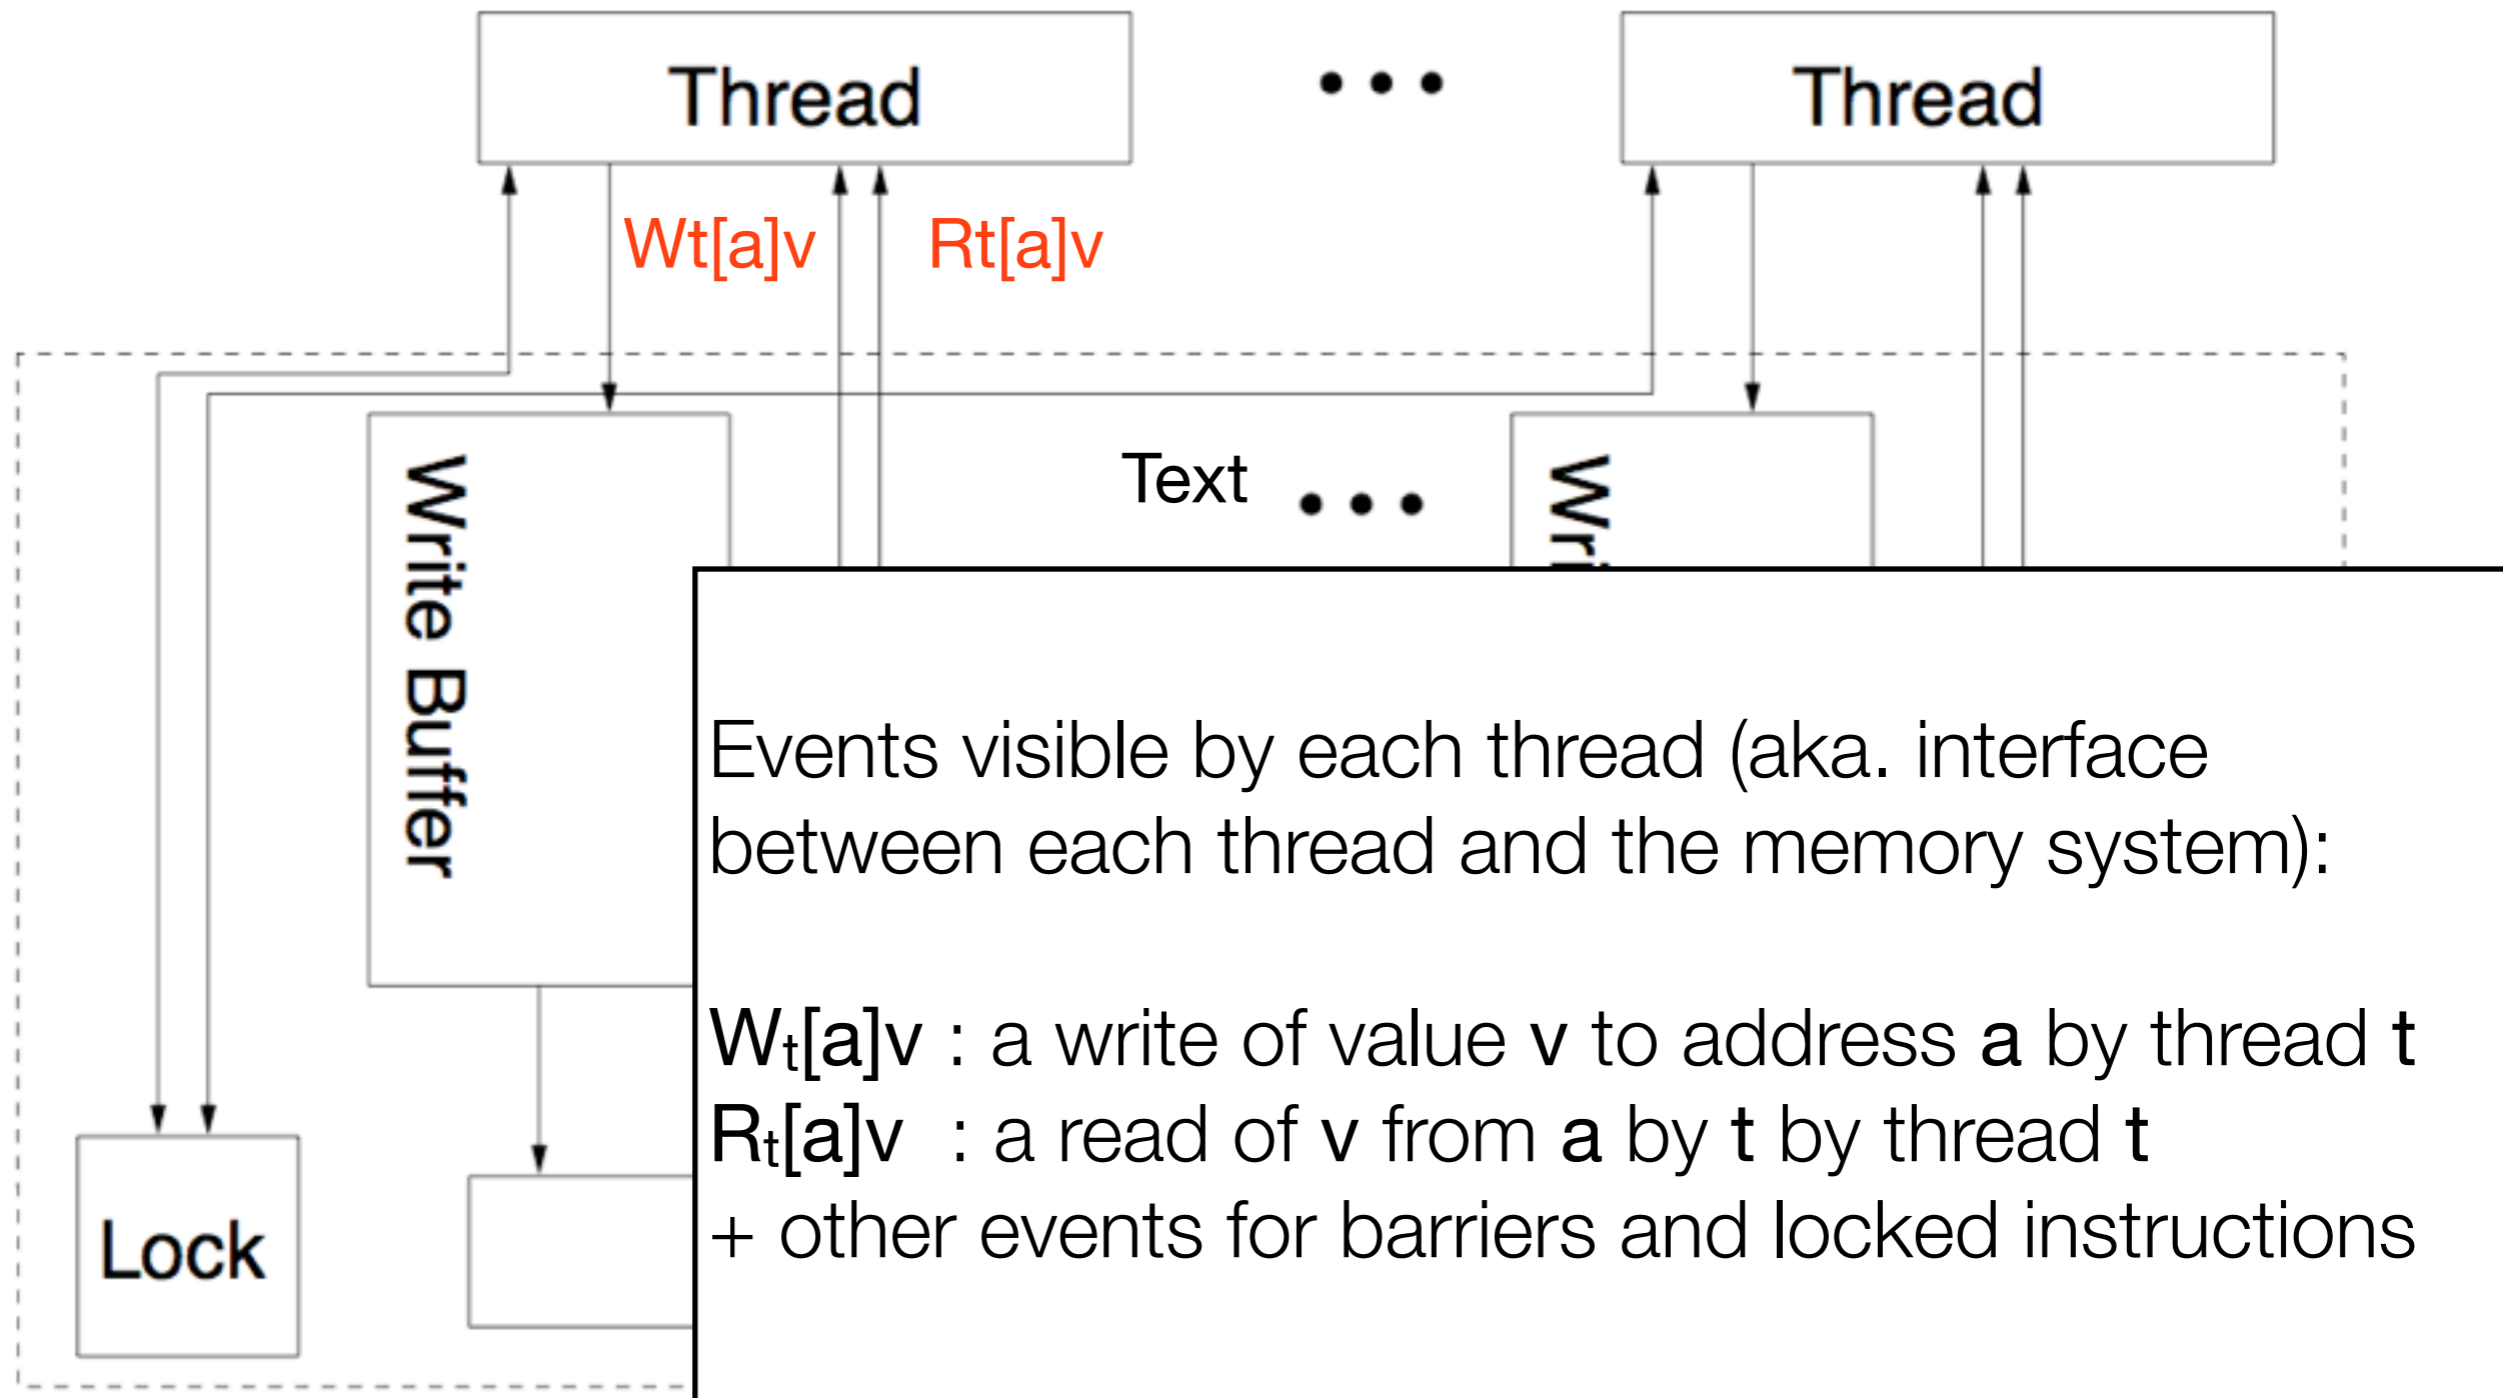 Thread
• • •
Thread
Wt[a]v
Rt[a]v
Write Buffer
Text
• • •
Wri
Events visible by each thread (aka. interface
between each thread and the memory system):
Wt[a]v : a write of value v to address a by thread t
Rt[a]v : a read of v from a by t by thread t
+ other events for barriers and locked instructions
Lock